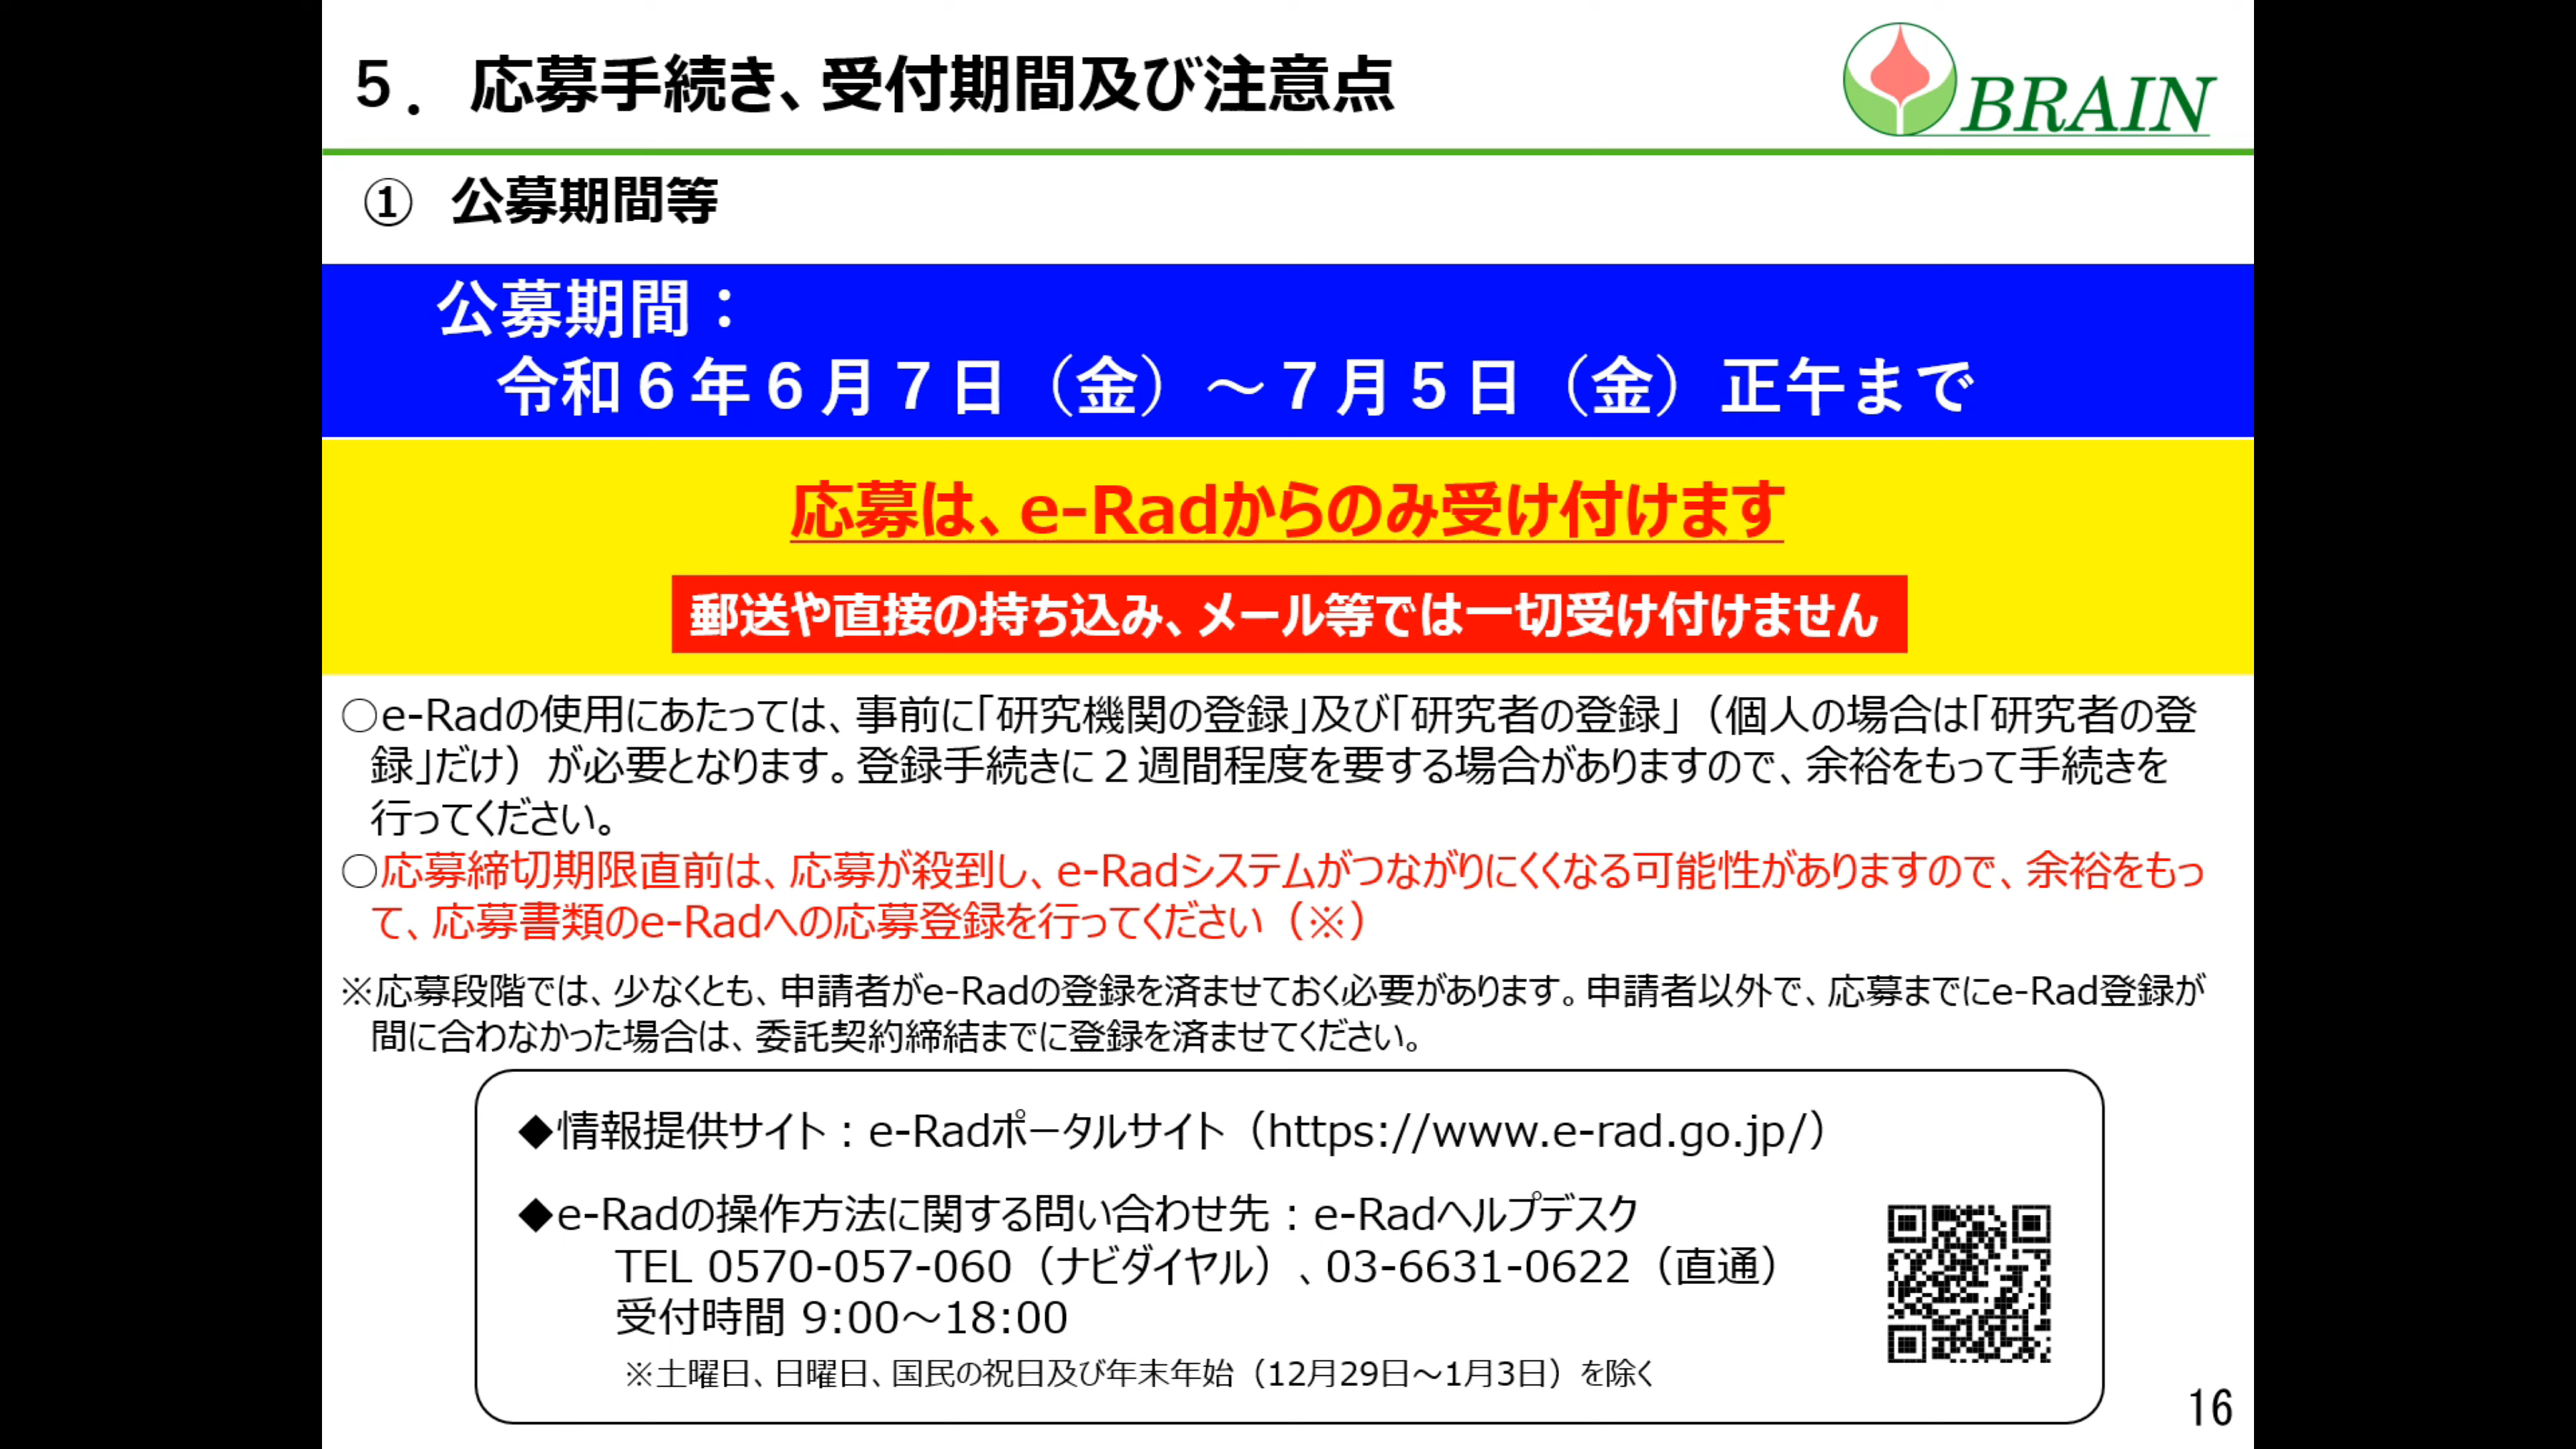 ５．応募手続き、受付期間及び注意点
BRAIN
① 公募期間等
公募期間：
令和６年６月７日（金）～７月５日（金）正午まで
応募は、e-Radからのみ受け付けます
郵送や直接の持ち込み、メール等では一切受け付けません
○e-Radの使用にあたっては、事前に「研究機関の登録」及び「研究者の登録」（個人の場合は「研究者の登
録」だけ）が必要となります。登録手続きに２週間程度を要する場合がありますので、余裕をもって手続きを
行ってください。
○応募締切期限直前は、応募が殺到し、e-Radシステムがつながりにくくなる可能性がありますので、余裕をもっ
て、応募書類のe-Radへの応募登録を行ってください（※）
※応募段階では、少なくとも、申請者がe-Radの登録を済ませておく必要があります。申請者以外で、応募までにe-Rad登録が
間に合わなかった場合は、委託契約締結までに登録を済ませてください。
◆情報提供サイト：e-Radポータルサイト（https://www.e-rad.go.jp/）
◆e-Radの操作方法に関する問い合わせ先：e-Radヘルプデスク
TEL 0570-057-060（ナビダイヤル）、03-6631-0622（直通）
受付時間 9:00～18:00
※土曜日、日曜日、国民の祝日及び年末年始（12月29日～1月3日）を除く
16